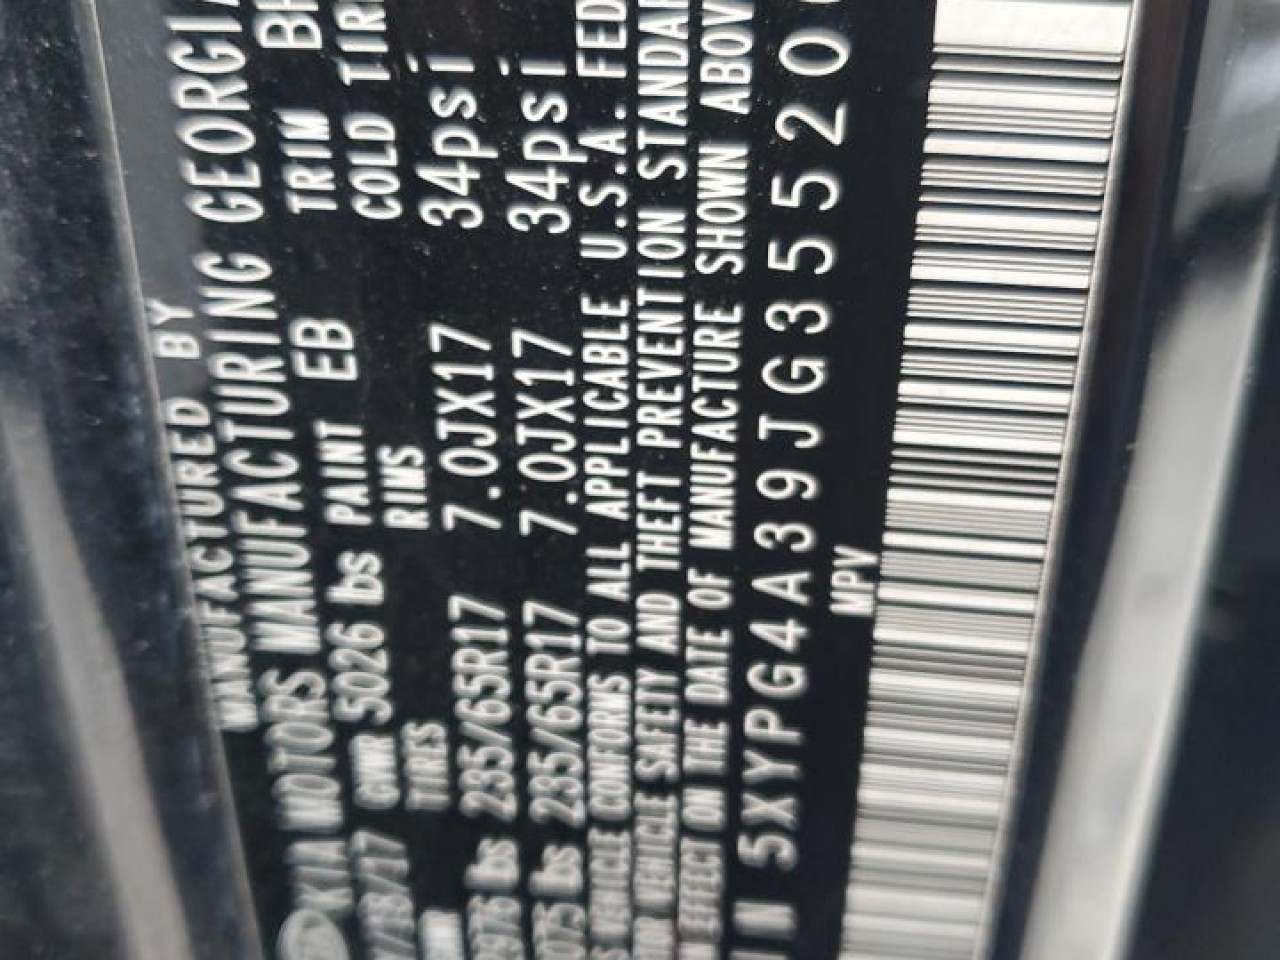 MANUFACTURED BY
KIA MOTORS MANUFACTURING GEORGIA
GVWR 5026 lbs PAINT EB TRIM
TIRES RIMS COLD
235/65R17 7.0JX17 34psi
lbs 235/65R17 7.0JX17 34psi
VEHICLE CONFORMS TO ALL APPLICABLE U.S.A. FED
VEHICLE SAFETY AND THEFT PREVENTION STANDAR
EFFECT ON THE DATE OF MANUFACTURE SHOWN ABOV
5XYPG4A39JG35520
MPV